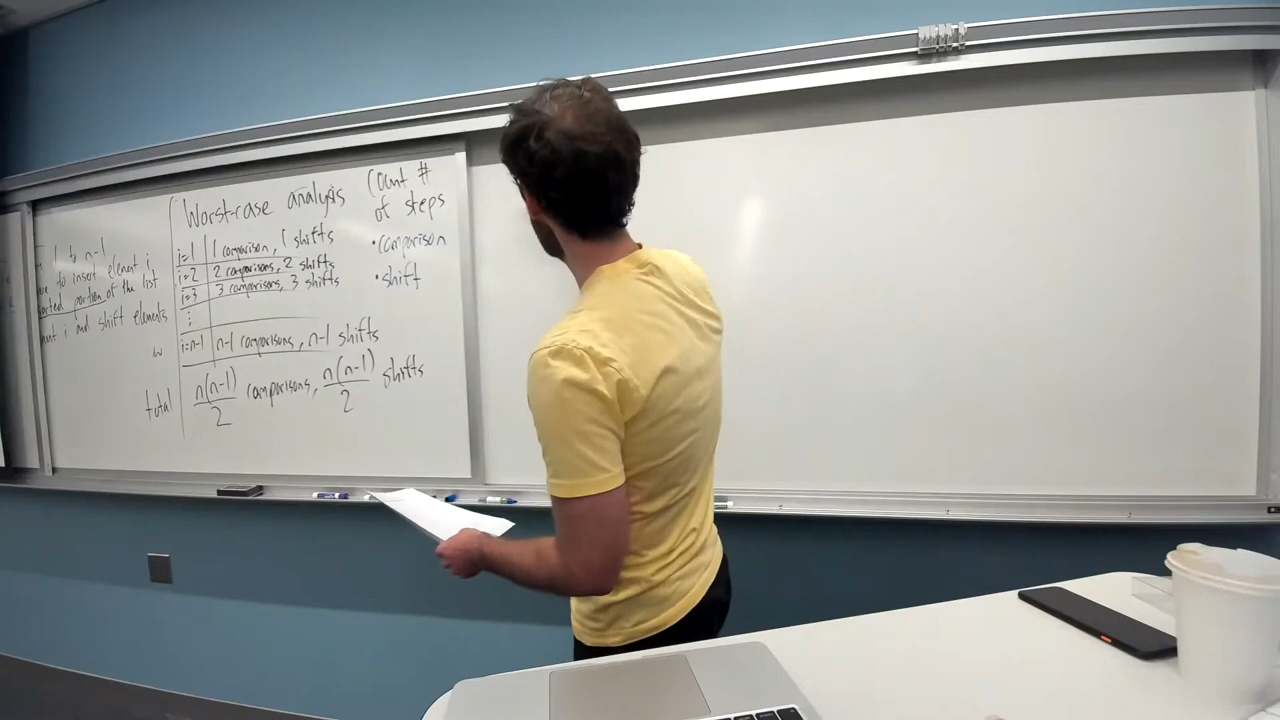 1 to n-1
to insert element i
portion of the list
i and shift elements
Worst-case analysis
i=1 1 comparison, 1 shifts
i=2 2 comparisons, 2 shifts
i=3 3 comparisons, 3 shifts
⋮
i=n-1 n-1 comparisons, n-1 shifts
total n(n-1)/2 comparisons, n(n-1)/2 shifts
Count #
of steps
•comparison
•shift